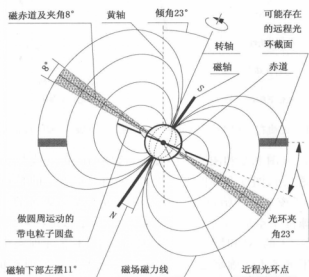 磁赤道及夹角8°
黄轴
倾角23°
可能存在
的远程光
环截面
转轴
磁轴
赤道
8°
S
N
做圆周运动的
带电粒子圆盘
光环夹
角23°
磁轴下部左摆11°
磁场磁力线
近程光环点